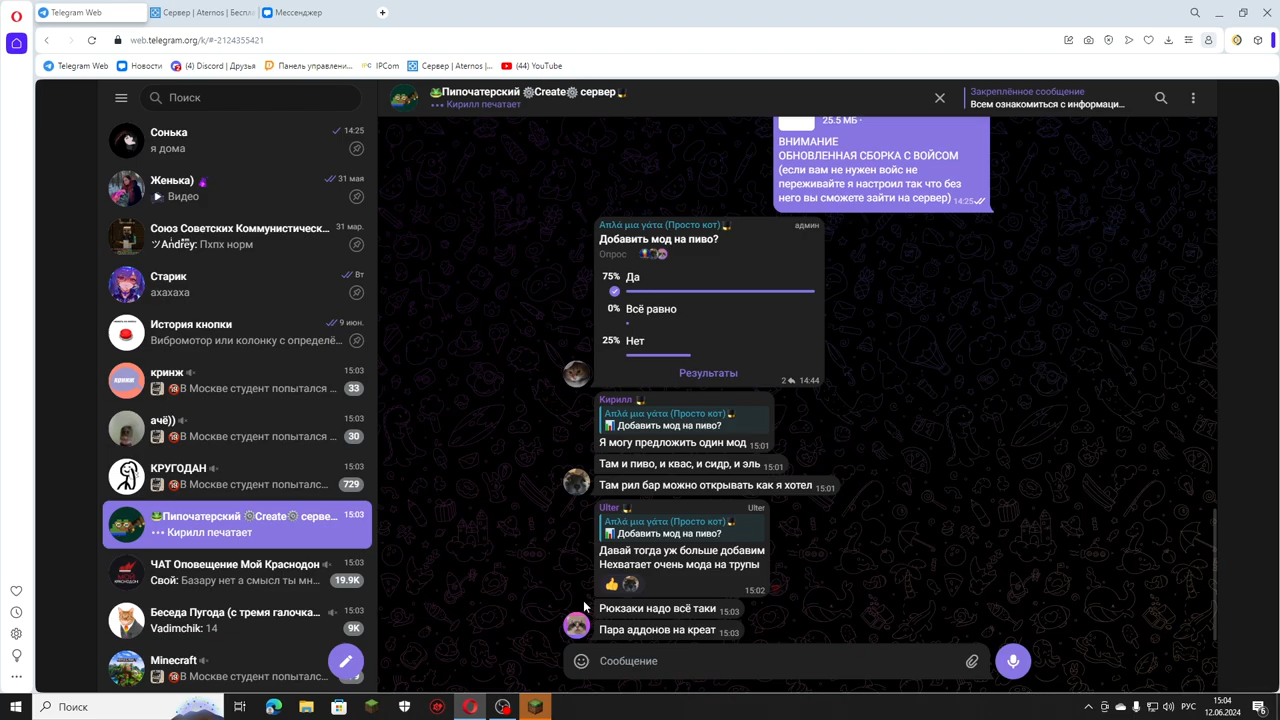 Telegram Web
Сервер | Aternos | Беспл
Мессенджер
web.telegram.org/k/#-2124355421
Telegram Web
Новости
(4) Discord | Друзья
Панель управлени...
IPCom
Сервер | Aternos |...
(44) YouTube
Поиск
Сонька
14:25
я дома
Женька)
31 мая
Видео
Союз Советских Коммунистическ...
31 мар.
Пхпх норм
Старик
Вт
ахахаха
История кнопки
9 июн.
Вибромотор или колонку с определё...
кринж
15:03
В Москве студент попытался ...
33
ачё))
15:03
В Москве студент попытался ...
30
КРУГОДАН
15:03
В Москве студент попыталс...
729
Пипочатерский Create серве...
15:03
Кирилл печатает
ЧАТ Оповещение Мой Краснодон
15:03
Свой: Базару нет а смысл ты мн...
19.9K
Беседа Пугода (с тремя галочка...
15:03
Vadimchik: 14
9K
Minecraft
15:03
В Москве студент попыталс...
Пипочатерский Create сервер
Кирилл печатает
Закреплённое сообщение
Всем ознакомиться с информаци...
25.5 МБ
ВНИМАНИЕ
ОБНОВЛЕННАЯ СБОРКА С ВОЙСОМ
(если вам не нужен войс не
переживайте я настроил так что без
него вы сможете зайти на сервер) 14:25
Απλά μια γάτα (Просто кот)
админ
Добавить мод на пиво?
Опрос
75% Да
0% Всё равно
25% Нет
Результаты
2 14:44
Кирилл
Απλά μια γάτα (Просто кот)
Добавить мод на пиво?
Я могу предложить один мод 15:01
Там и пиво, и квас, и сидр, и эль 15:01
Там рил бар можно открывать как я хотел 15:01
Ulter
Ulter
Απλά μια γάτα (Просто кот)
Добавить мод на пиво?
Давай тогда уж больше добавим
Нехватает очень мода на трупы
15:02
Рюкзаки надо всё таки 15:03
Пара аддонов на креат 15:03
Сообщение
Поиск
РУС
15:04
12.06.2024